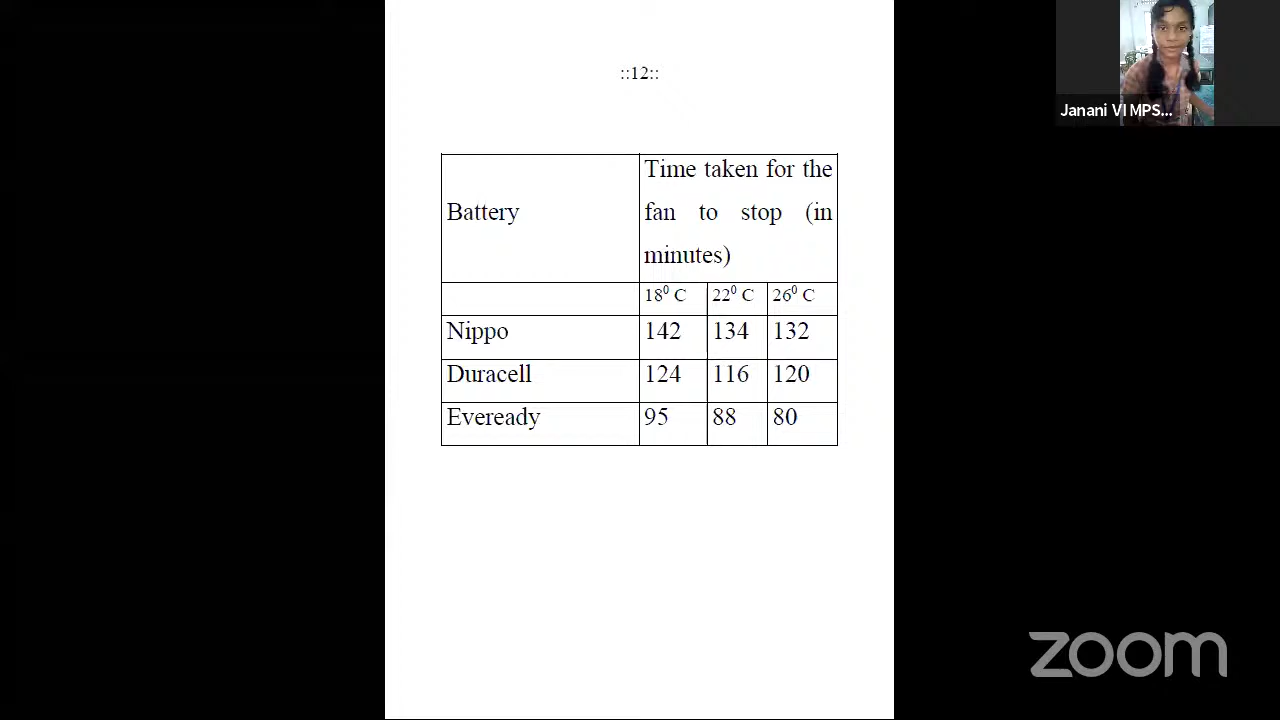 ::12::
Janani VI MPS...
Time taken for the
Battery fan to stop (in
minutes)
18⁰ C 22⁰ C 26⁰ C
Nippo 142 134 132
Duracell 124 116 120
Eveready 95 88 80
zoom